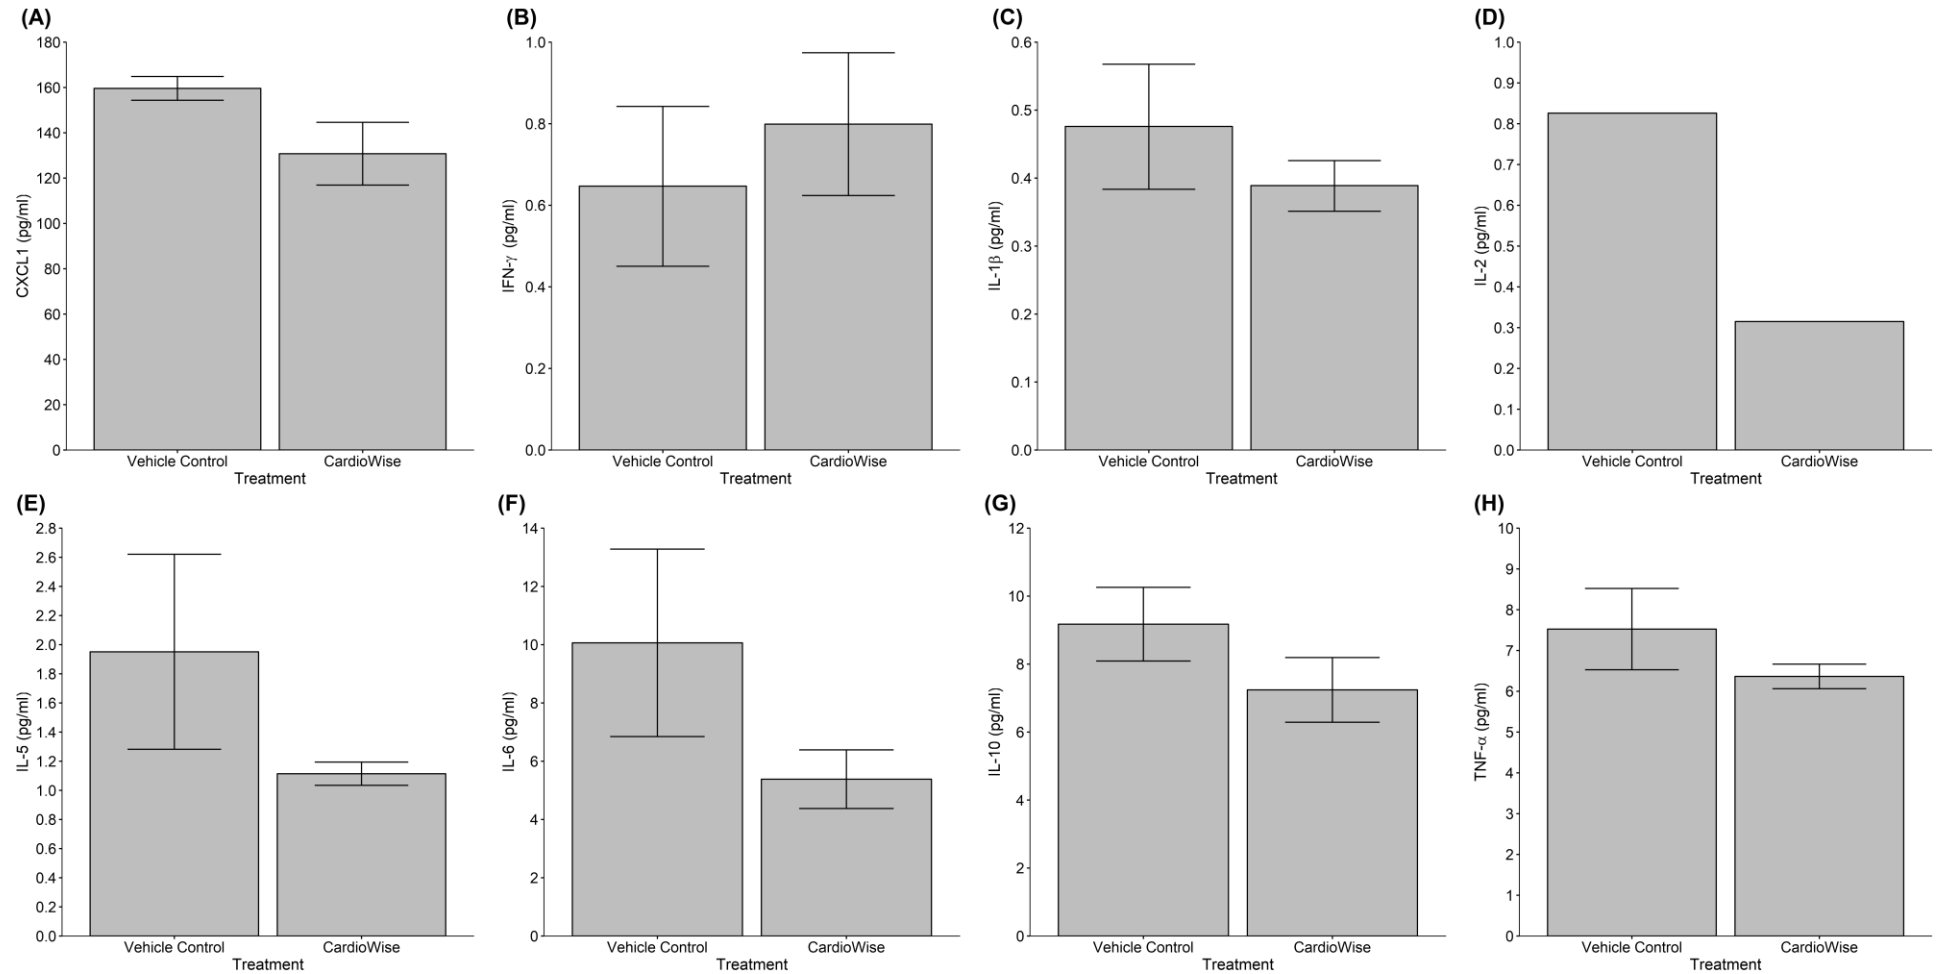 (A)
180
160
140
120
100
80
60
40
20
0
CXCL1 (pg/ml)
Vehicle Control CardioWise
Treatment
(B)
1.0
0.8
0.6
0.4
0.2
0.0
IFN-γ (pg/ml)
Vehicle Control CardioWise
Treatment
(C)
0.6
0.5
0.4
0.3
0.2
0.1
0.0
IL-1β (pg/ml)
Vehicle Control CardioWise
Treatment
(D)
1.0
0.9
0.8
0.7
0.6
0.5
0.4
0.3
0.2
0.1
0.0
IL-2 (pg/ml)
Vehicle Control CardioWise
Treatment
(E)
2.8
2.6
2.4
2.2
2.0
1.8
1.6
1.4
1.2
1.0
0.8
0.6
0.4
0.2
0.0
IL-5 (pg/ml)
Vehicle Control CardioWise
Treatment
(F)
14
12
10
8
6
4
2
0
IL-6 (pg/ml)
Vehicle Control CardioWise
Treatment
(G)
12
10
8
6
4
2
0
IL-10 (pg/ml)
Vehicle Control CardioWise
Treatment
(H)
10
9
8
7
6
5
4
3
2
1
0
TNF-α (pg/ml)
Vehicle Control CardioWise
Treatment